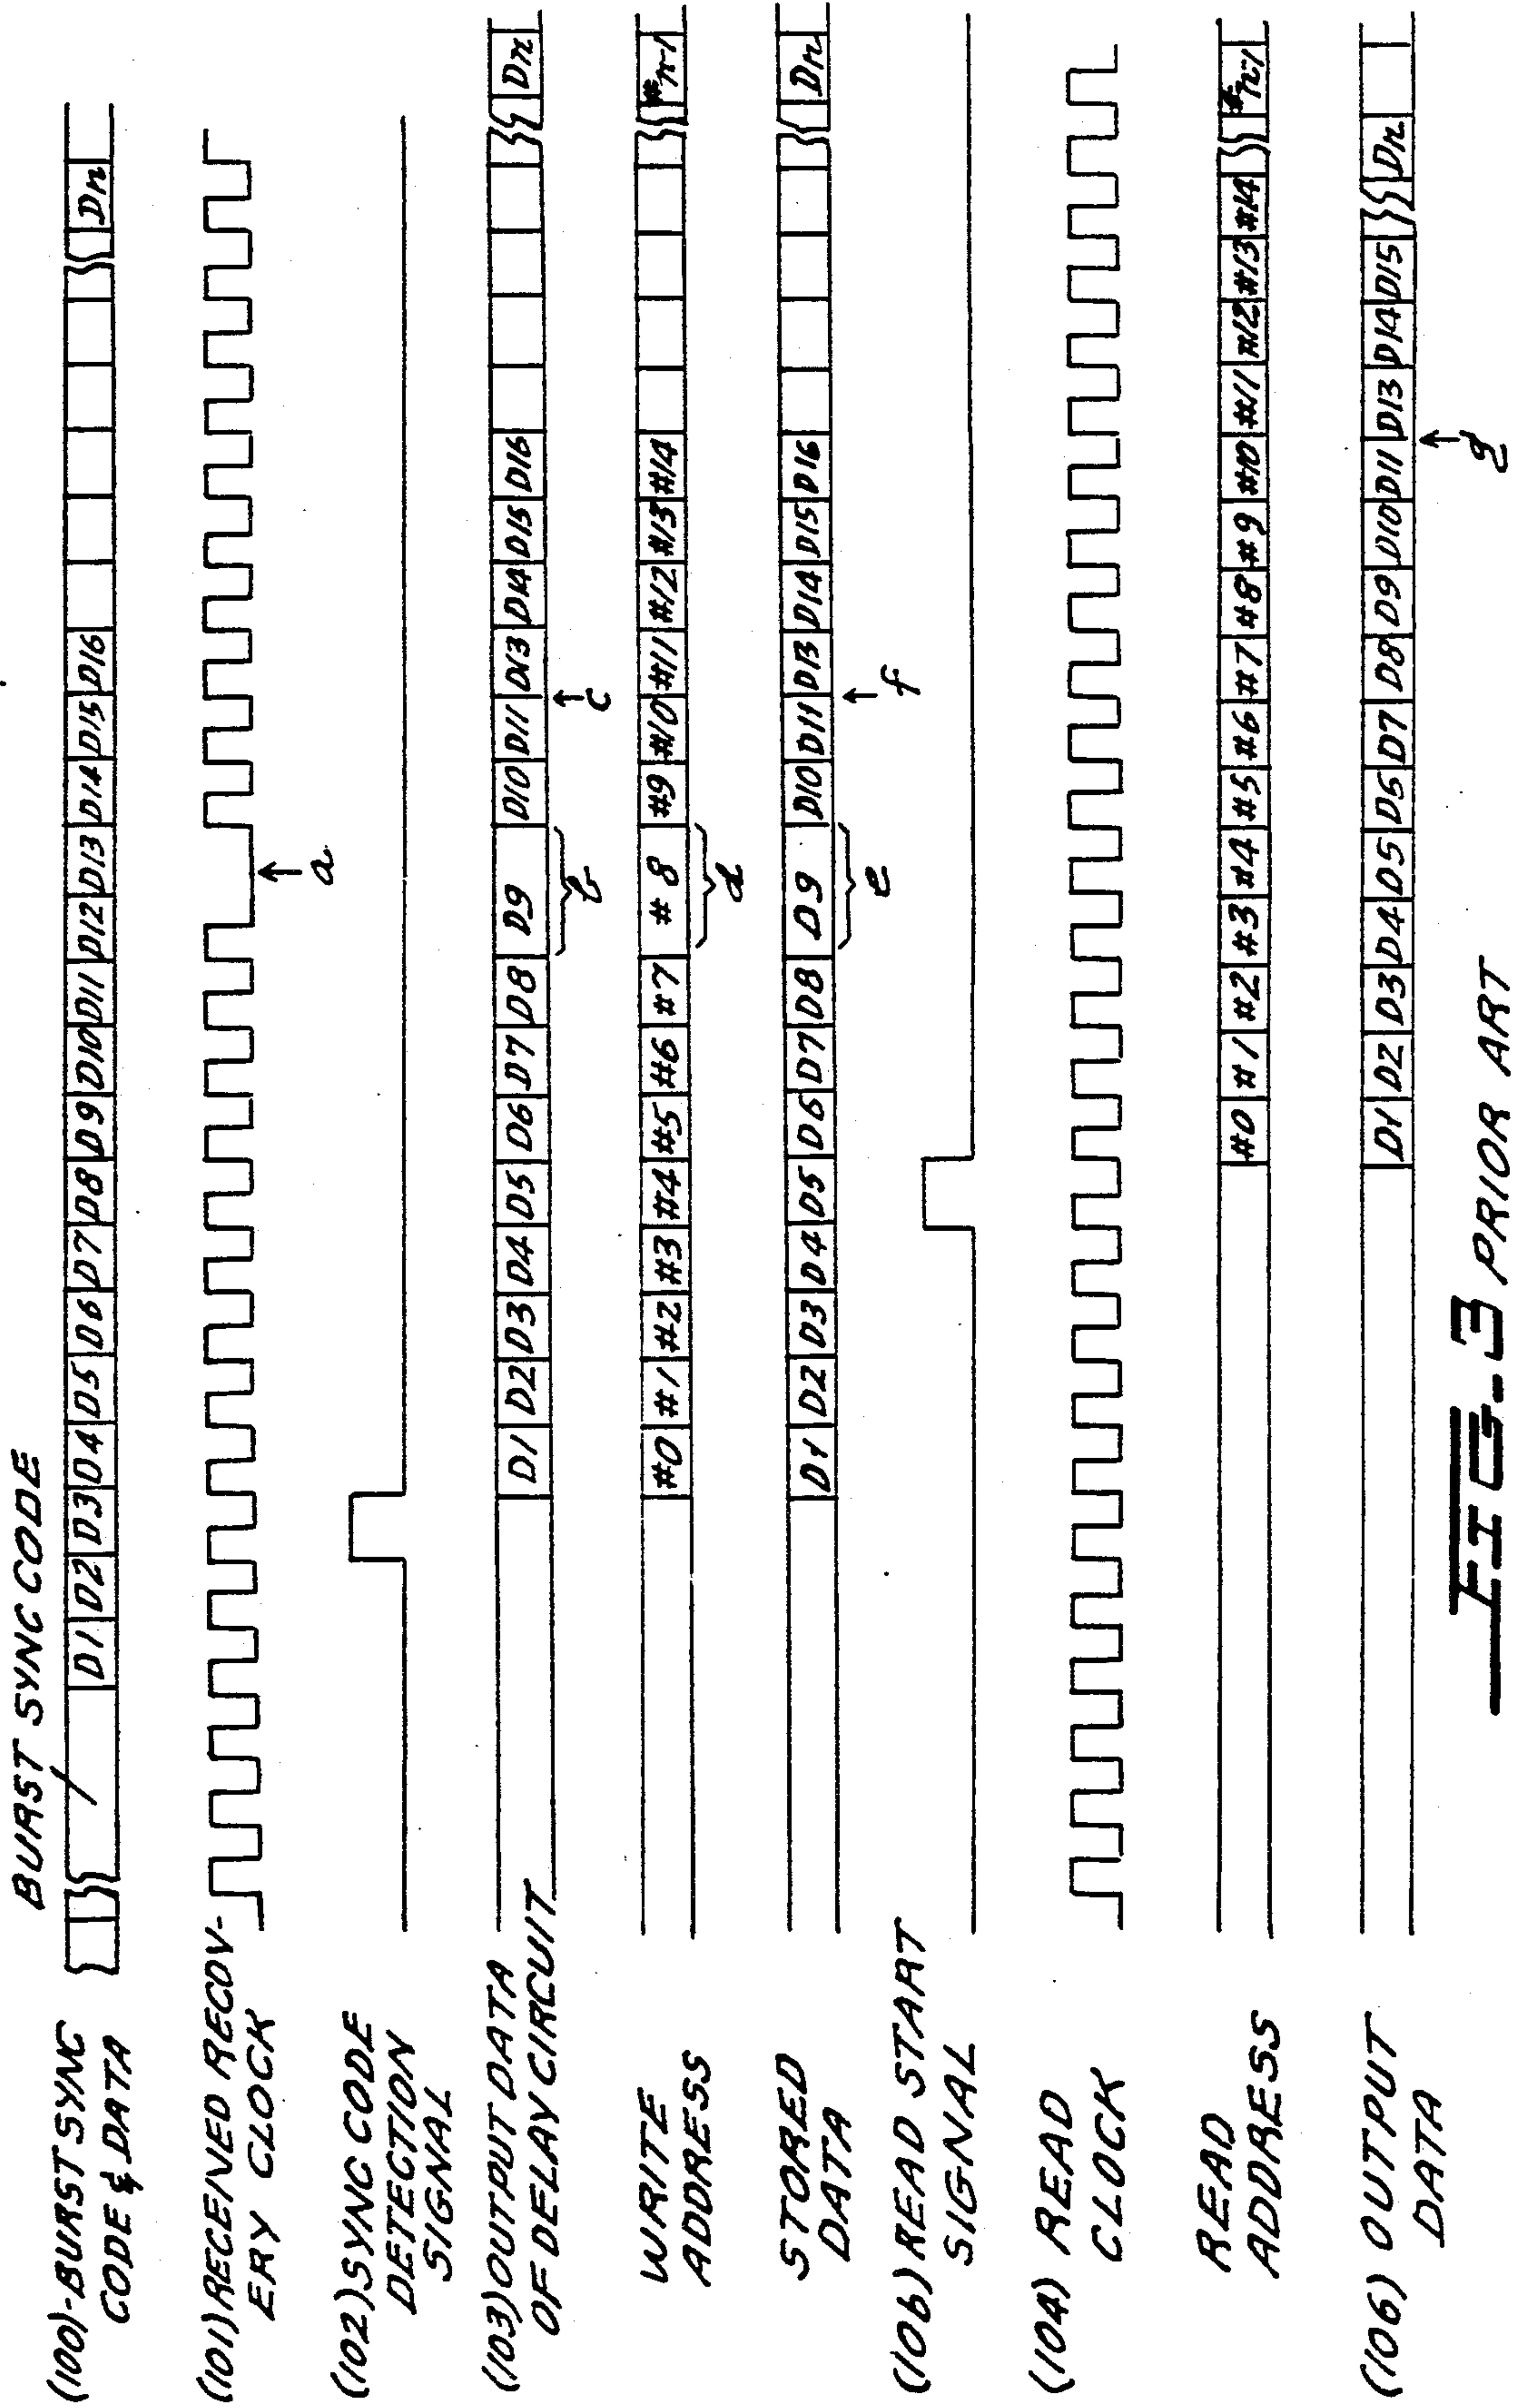 BURST SYNC CODE
(100)-BURST SYNC
CODE & DATA
D1 D2 D3 D4 D5 D6 D7 D8 D9 D10 D11 D12 D13 D14 D15 D16 Dn
(101) RECEIVED RECOV-
ERY CLOCK
a
(102) SYNC CODE
DETECTION
SIGNAL
(103) OUTPUT DATA
OF DELAY CIRCUIT
D1 D2 D3 D4 D5 D6 D7 D8 D9 D10 D11 D13 D14 D15 D16 Dn
b c
WRITE
ADDRESS
#0 #1 #2 #3 #4 #5 #6 #7 #8 #9 #10 #11 #12 #13 #14 #n-1
d
STORED
DATA
D1 D2 D3 D4 D5 D6 D7 D8 D9 D10 D11 D13 D14 D15 D16 Dn
e f
(10b) READ START
SIGNAL
(104) READ
CLOCK
READ
ADDRESS
#0 #1 #2 #3 #4 #5 #6 #7 #8 #9 #10 #11 #12 #13 #14 #n-1
(106) OUTPUT
DATA
D1 D2 D3 D4 D5 D5 D7 D8 D9 D10 D11 D13 D14 D15 Dn
g
FIG.3 PRIOR ART